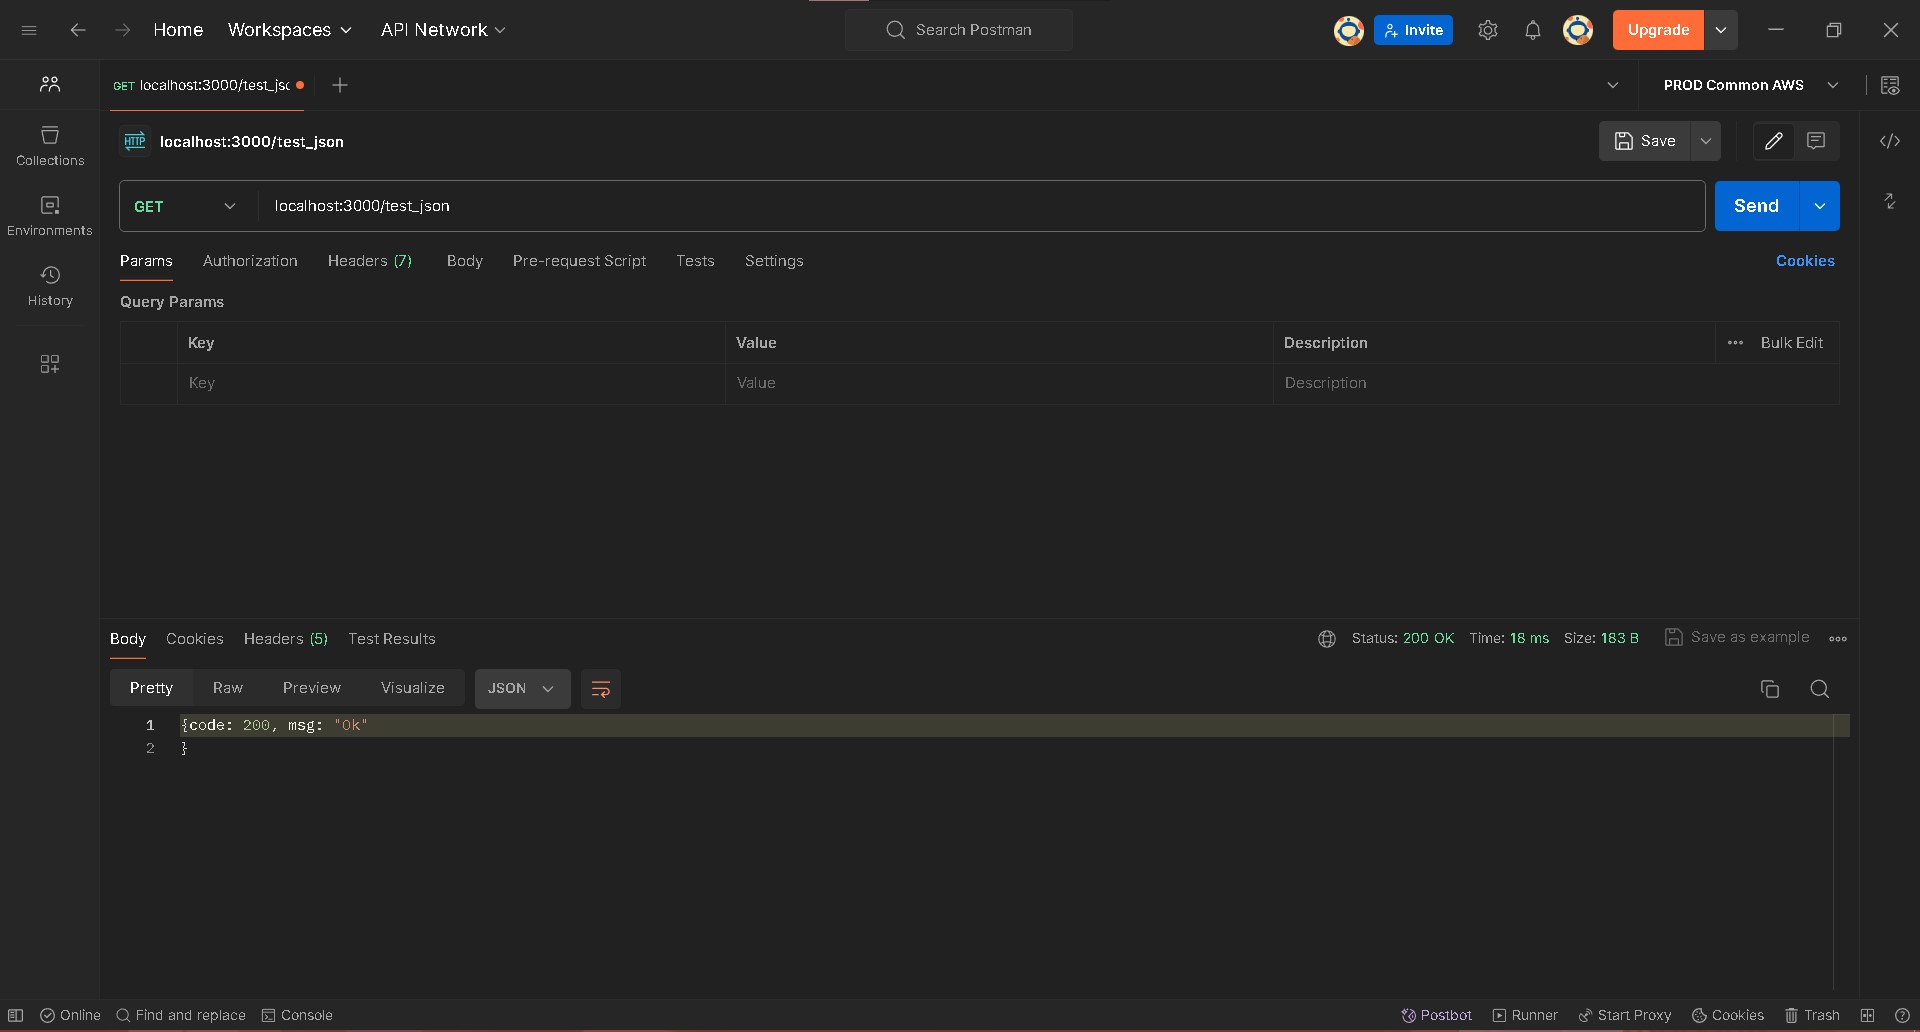 Home Workspaces API Network Search Postman Invite Upgrade
GET localhost:3000/test_jsc PROD Common AWS
HTTP localhost:3000/test_json Save
Collections
GET localhost:3000/test_json Send
Environments
Params Authorization Headers (7) Body Pre-request Script Tests Settings Cookies
History
Query Params
Key Value Description Bulk Edit
Key Value Description
Body Cookies Headers (5) Test Results Status: 200 OK Time: 18 ms Size: 183 B Save as example
Pretty Raw Preview Visualize JSON
1 {code: 200, msg: "Ok"
2 }
Online Find and replace Console Postbot Runner Start Proxy Cookies Trash